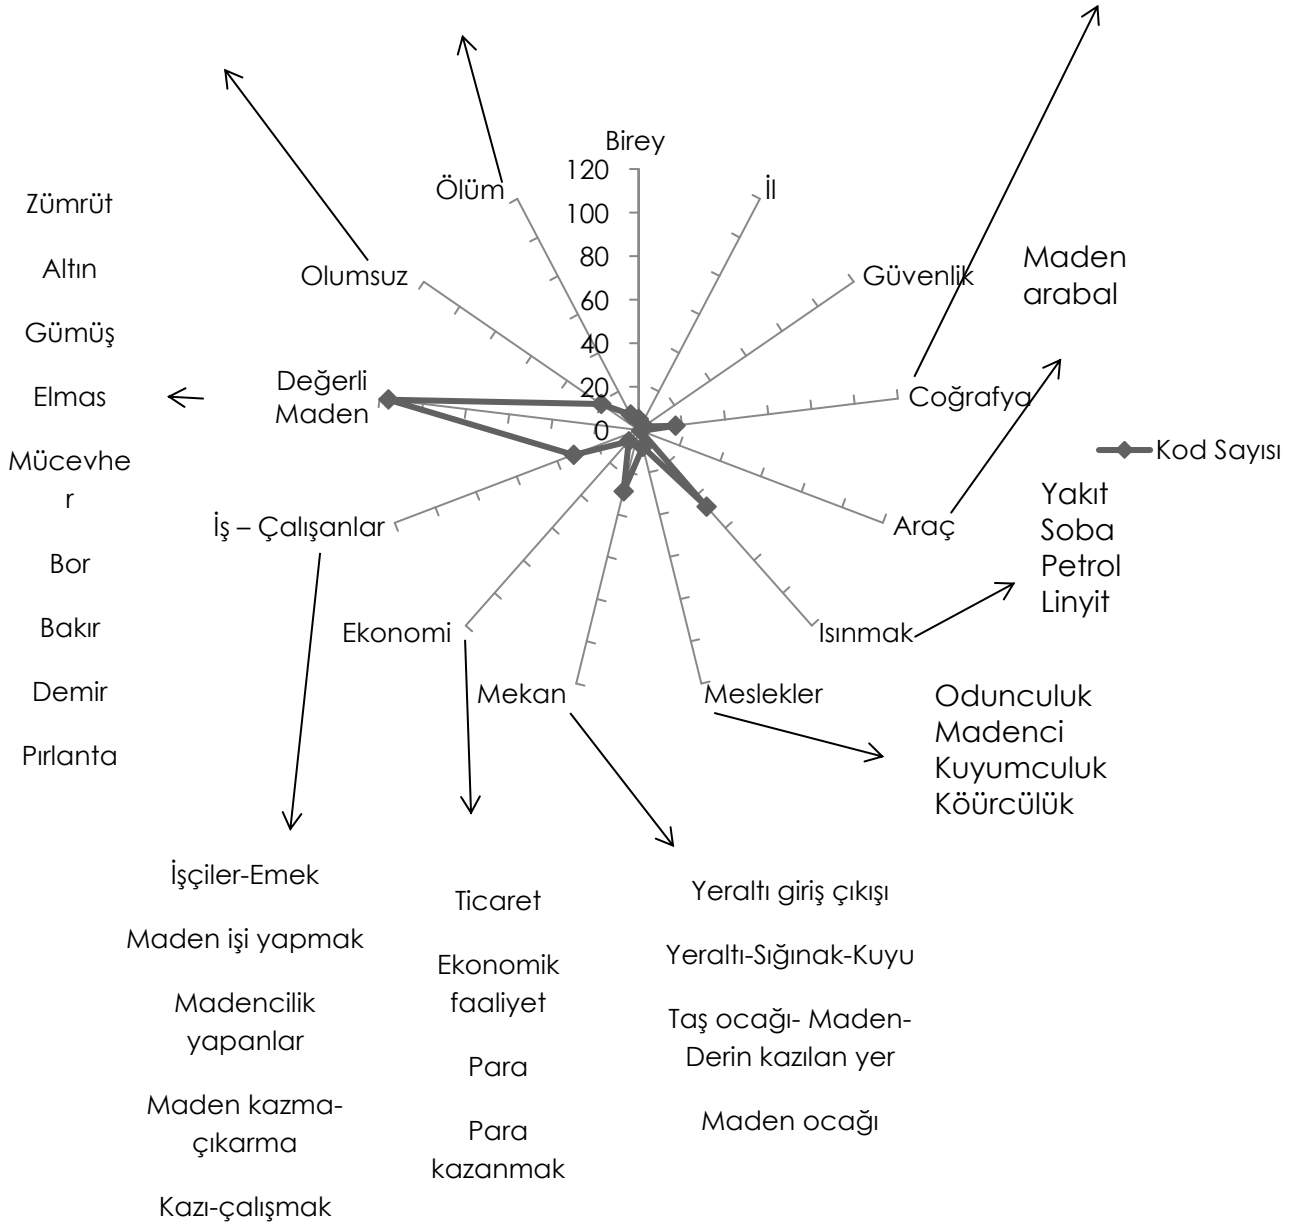 Birey
120
100
80
60
40
20
0
İl
Güvenlik
Coğrafya
Araç
Isınmak
Meslekler
Mekan
Ekonomi
İş – Çalışanlar
Değerli
Maden
Olumsuz
Ölüm
Kod Sayısı
Zümrüt
Altın
Gümüş
Elmas
Mücevhe
r
Bor
Bakır
Demir
Pırlanta
Maden
arabal
Yakıt
Soba
Petrol
Linyit
Odunculuk
Madenci
Kuyumculuk
Köürcülük
İşçiler-Emek
Maden işi yapmak
Madencilik
yapanlar
Maden kazma-
çıkarma
Kazı-çalışmak
Ticaret
Ekonomik
faaliyet
Para
Para
kazanmak
Yeraltı giriş çıkışı
Yeraltı-Sığınak-Kuyu
Taş ocağı- Maden-
Derin kazılan yer
Maden ocağı